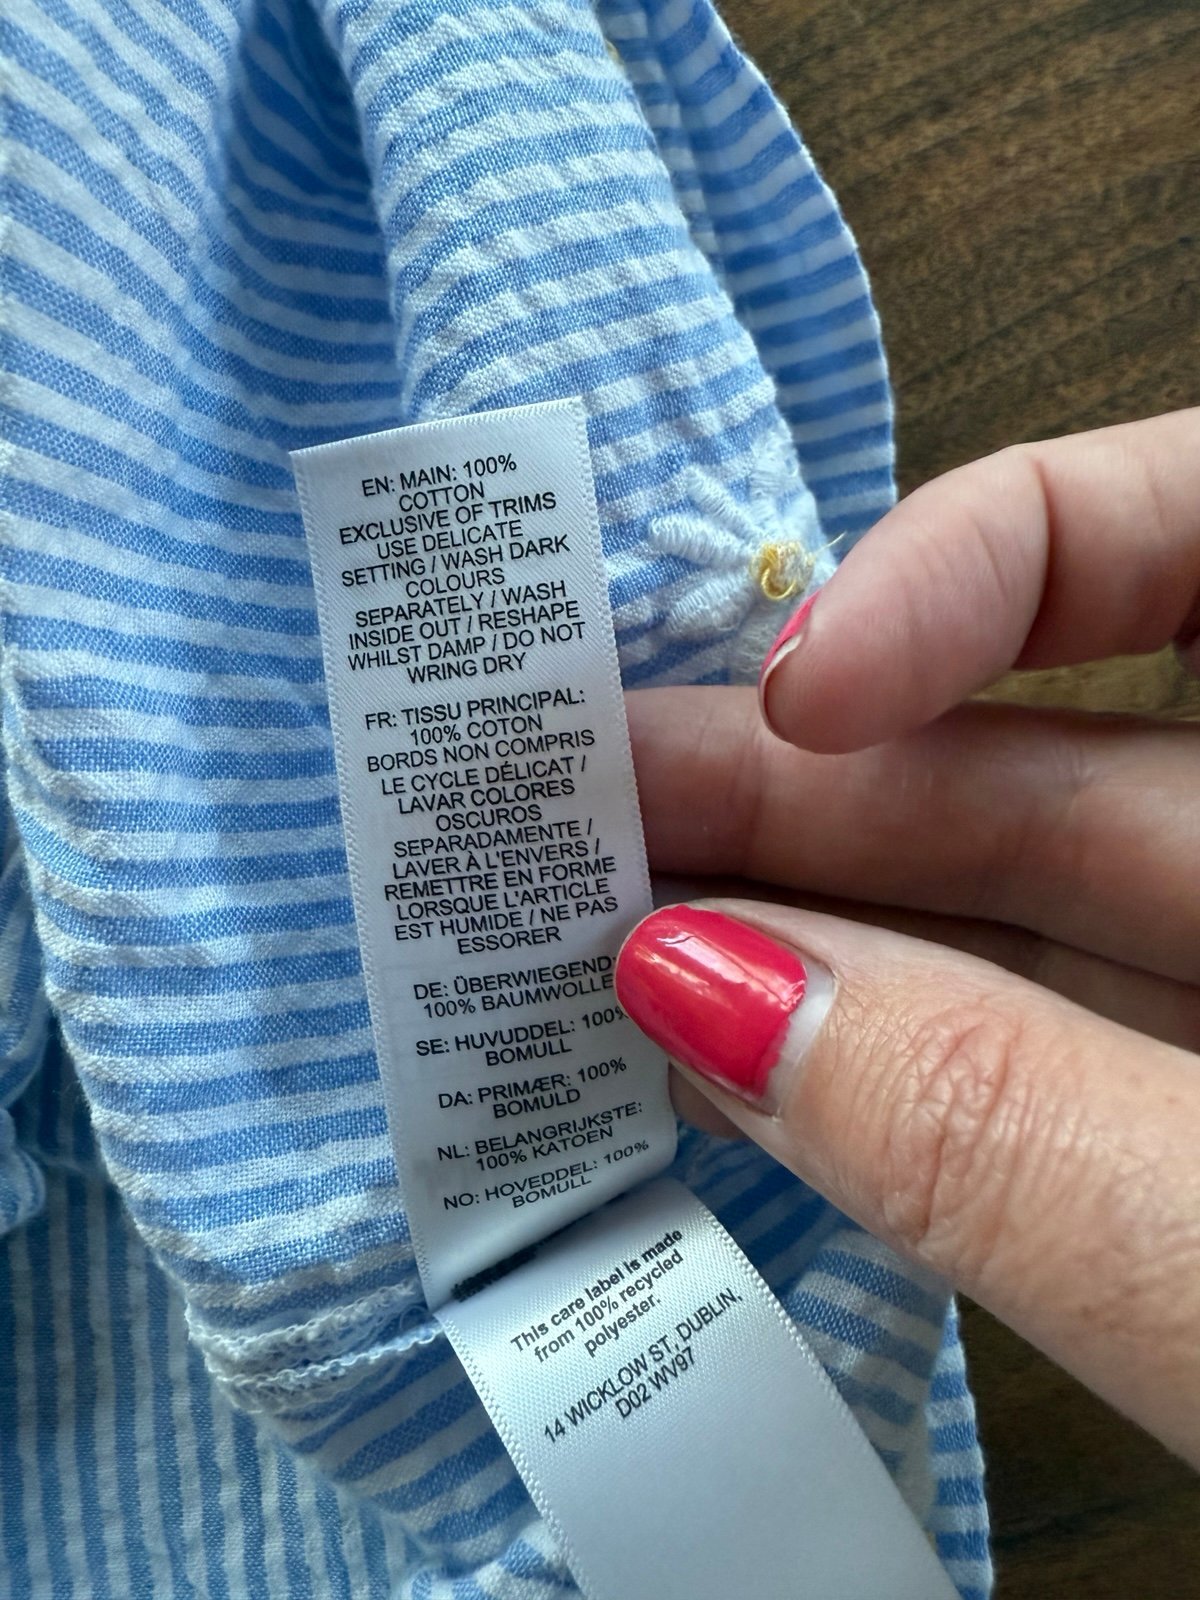 EN: MAIN: 100%
COTTON
EXCLUSIVE OF TRIMS
USE DELICATE
SETTING / WASH DARK
COLOURS
SEPARATELY / WASH
INSIDE OUT / RESHAPE
WHILST DAMP / DO NOT
WRING DRY
FR: TISSU PRINCIPAL:
100% COTON
BORDS NON COMPRIS
LE CYCLE DÉLICAT /
LAVAR COLORES
OSCUROS
SEPARADAMENTE /
LAVER À L'ENVERS /
REMETTRE EN FORME
LORSQUE L'ARTICLE
EST HUMIDE / NE PAS
ESSORER
DE: ÜBERWIEGEND:
100% BAUMWOLLE
SE: HUVUDDEL: 100%
BOMULL
DA: PRIMÆR: 100%
BOMULD
NL: BELANGRIJKSTE:
100% KATOEN
NO: HOVEDDEL: 100%
BOMULL
This care label is made
from 100% recycled
polyester.
14 WICKLOW ST, DUBLIN,
D02 WV97